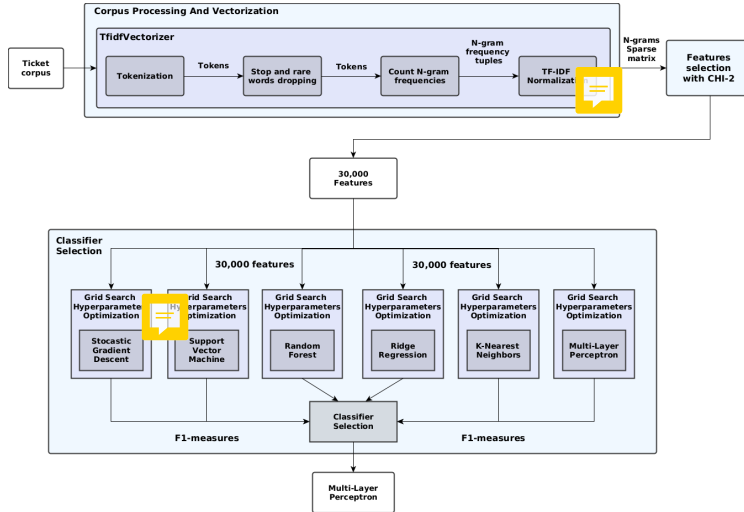 Corpus Processing And Vectorization
TfidfVectorizer
Ticket
corpus
Tokenization
Tokens
Stop and rare
words dropping
Tokens
Count N-gram
frequencies
N-gram
frequency
tuples
TF-IDF
N-grams
Sparse
matrix
Features
selection
with CHI-2
30,000
Features
Classifier
Selection
30,000 features
30,000 features
Grid Search
Hyperparameters
Optimization
Stocastic
Gradient
Descent
Grid Search
Optimization
Support
Vector
Machine
Grid Search
Hyperparameters
Optimization
Random
Forest
Grid Search
Hyperparameters
Optimization
Ridge
Regression
Grid Search
Hyperparameters
Optimization
K-Nearest
Neighbors
Grid Search
Hyperparameters
Optimization
Multi-Layer
Perceptron
Classifier
Selection
F1-measures
F1-measures
Multi-Layer
Perceptron